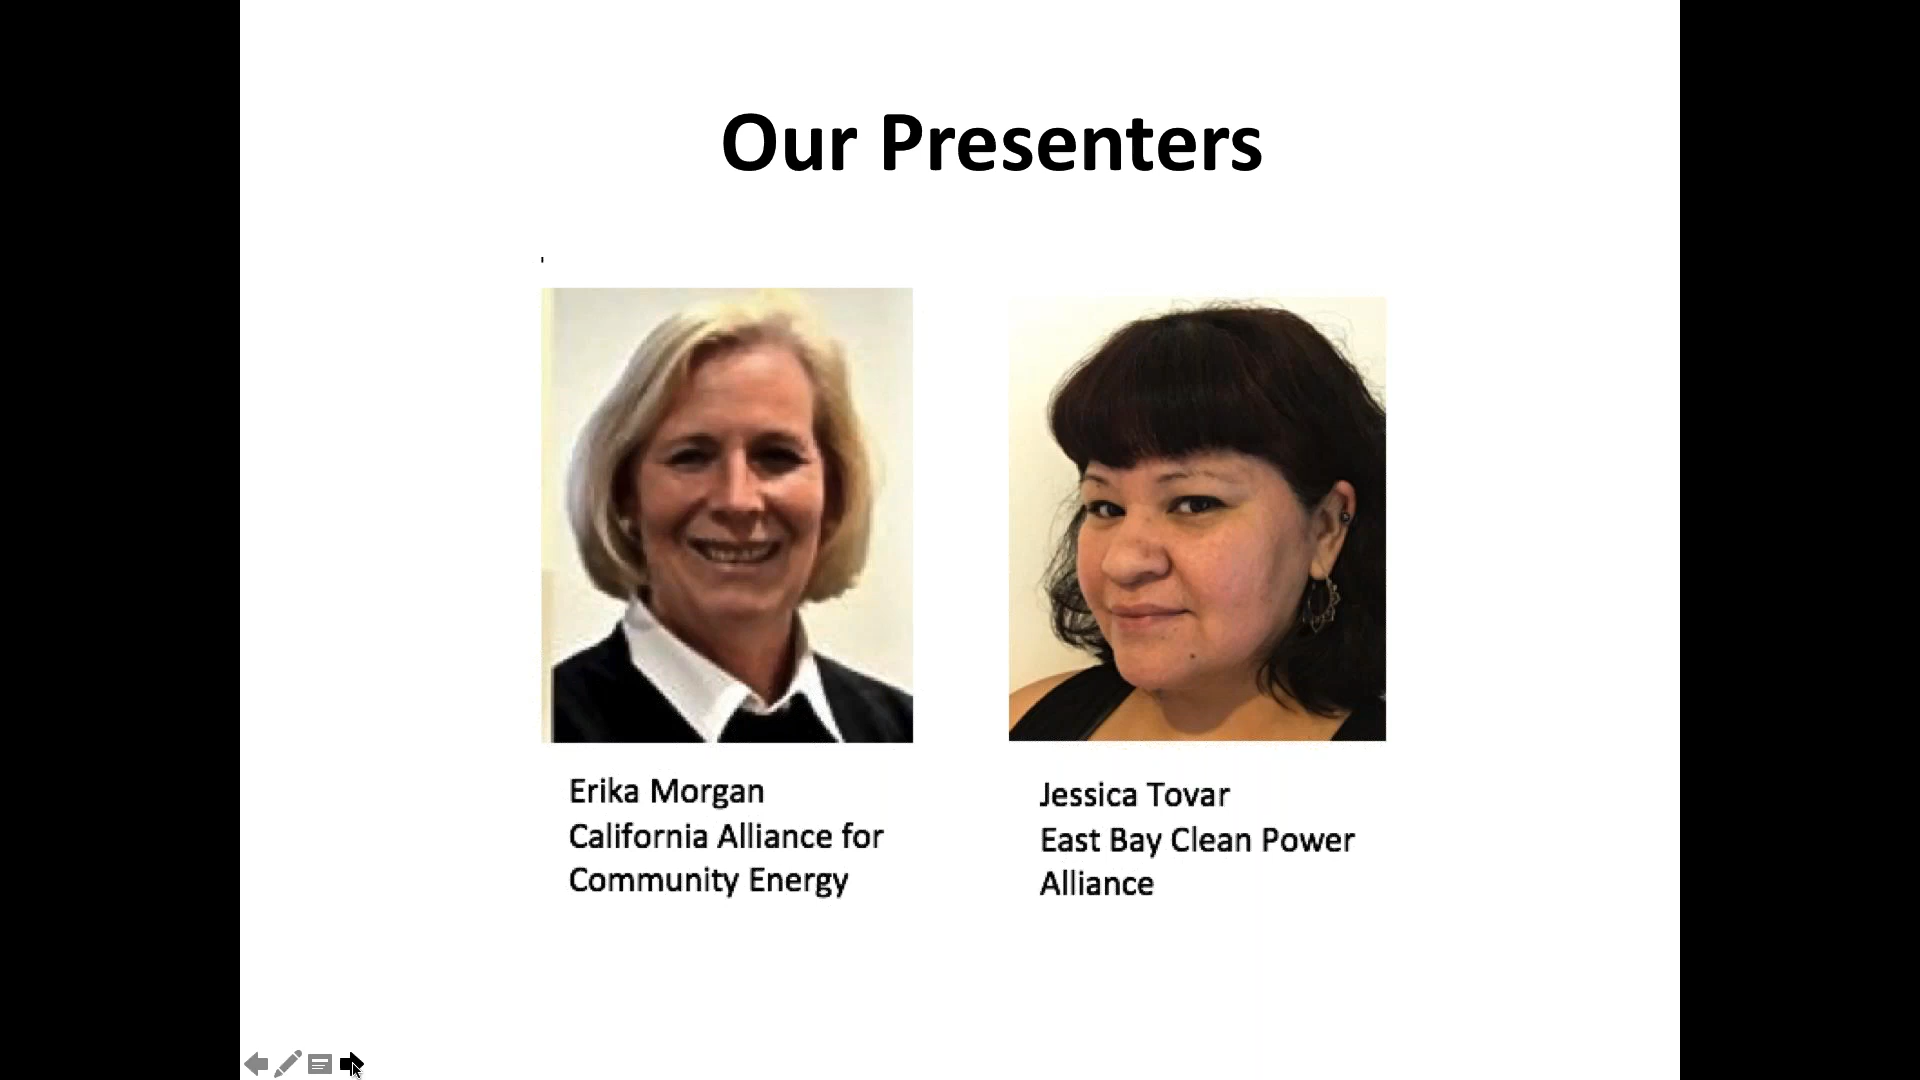 Our Presenters
'
Erika Morgan
California Alliance for
Community Energy
Jessica Tovar
East Bay Clean Power
Alliance